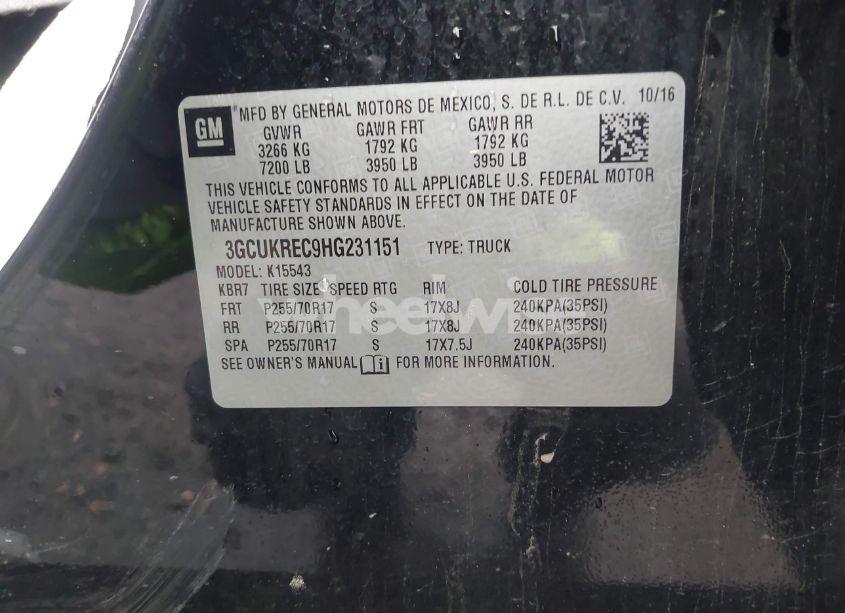 GM
MFD BY GENERAL MOTORS DE MEXICO, S. DE R.L. DE C.V. 10/16
GVWR GAWR FRT GAWR RR
3266 KG 1792 KG 1792 KG
7200 LB 3950 LB 3950 LB
THIS VEHICLE CONFORMS TO ALL APPLICABLE U.S. FEDERAL MOTOR
VEHICLE SAFETY STANDARDS IN EFFECT ON THE DATE OF
MANUFACTURE SHOWN ABOVE.
3GCUKREC9HG231151 TYPE: TRUCK
MODEL: K15543
KBR7 TIRE SIZE SPEED RTG RIM COLD TIRE PRESSURE
FRT P255/70R17 S 17X8J 240KPA(35PSI)
RR P255/70R17 S 17X8J 240KPA(35PSI)
SPA P255/70R17 S 17X7.5J 240KPA(35PSI)
SEE OWNER'S MANUAL FOR MORE INFORMATION.